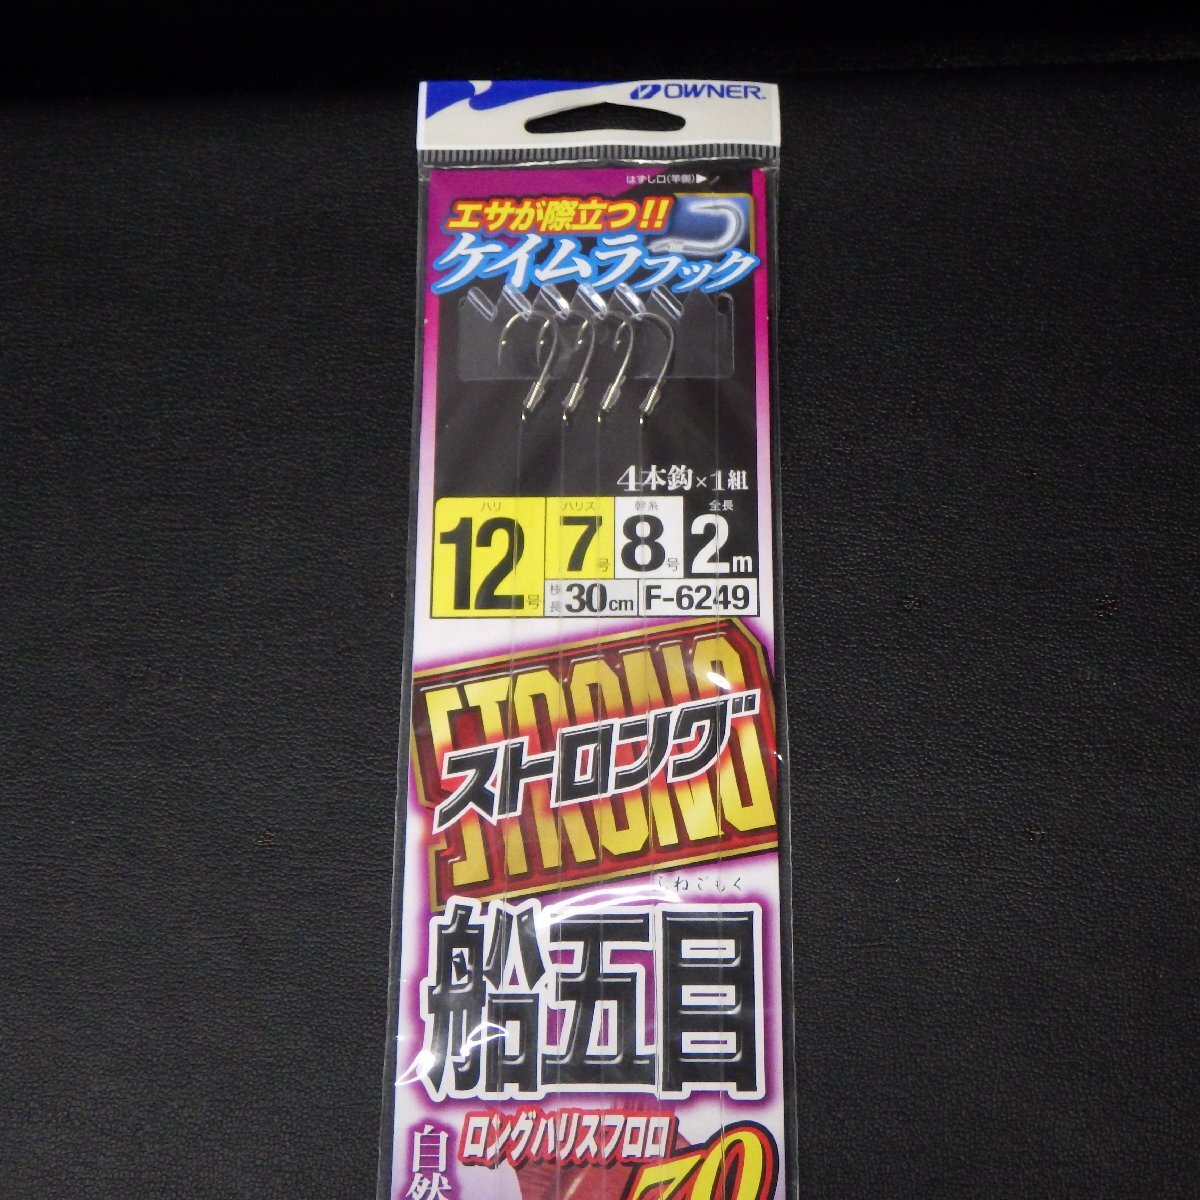 OWNER
はずし口(竿側)▶
エサが際立つ!!
ケイムラフック
4本鈎×1組
ハリ 12号
ハリス 7号
幹糸 8号
全長 2m
枝長 30cm
F-6249
STRONG
ストロング
ふねごもく
船五目
ロングハリスフロロ
30
自然